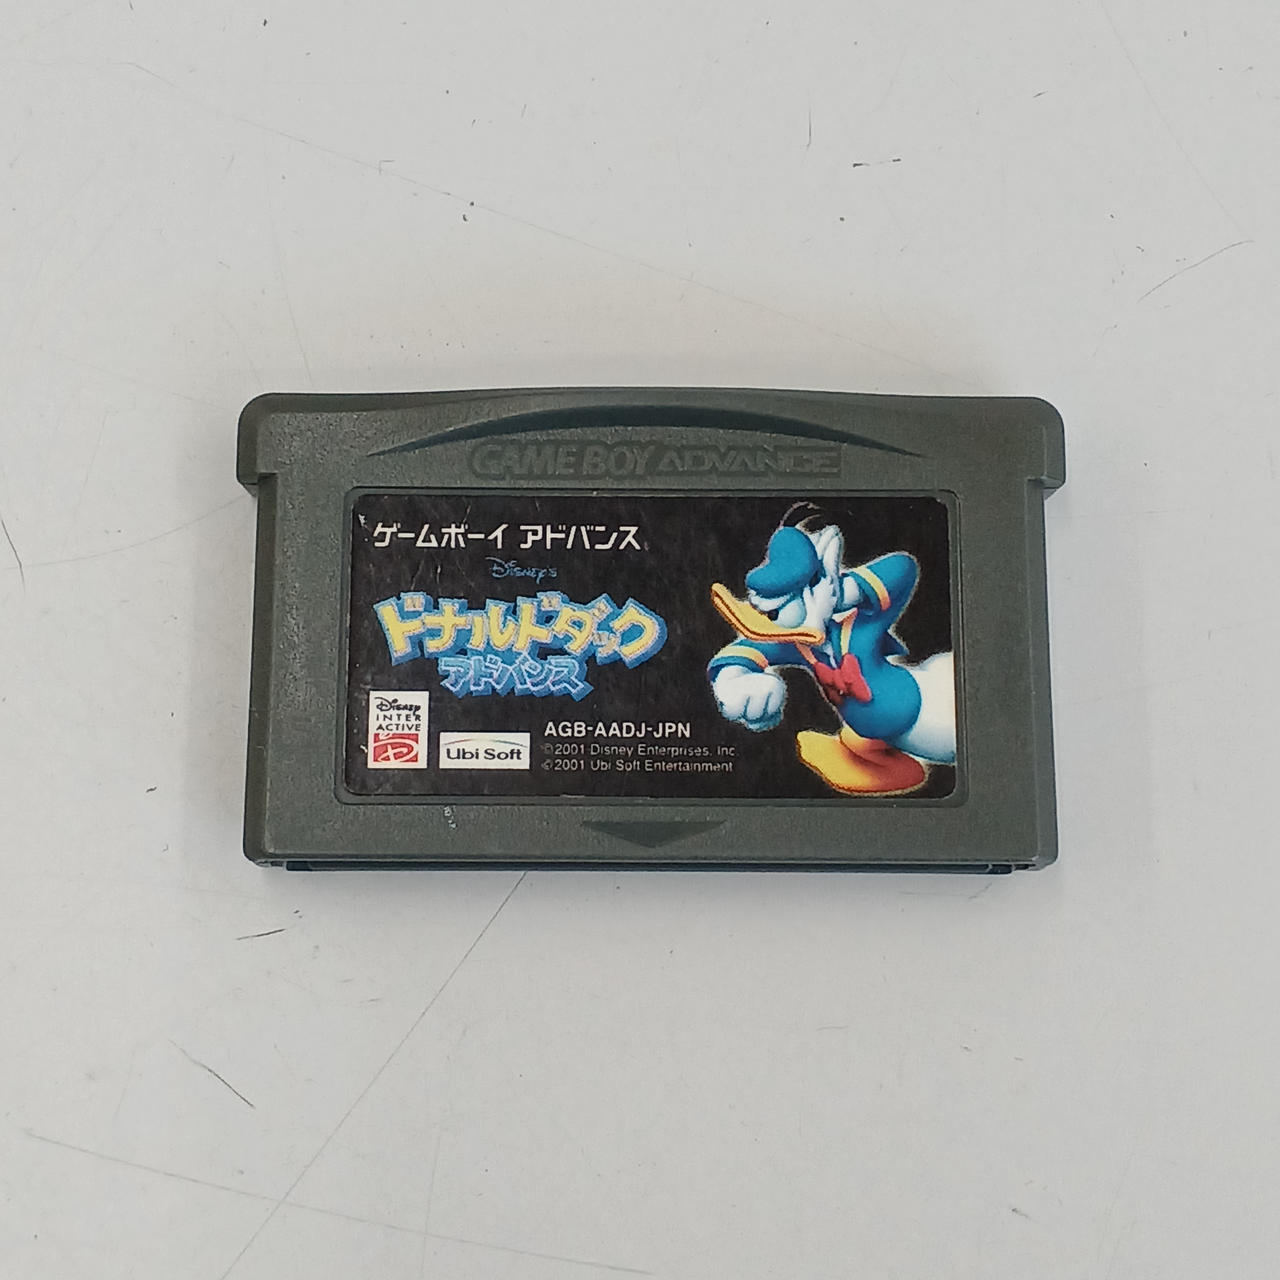 GAME BOY ADVANCE
ゲームボーイ アドバンス
Disney's
ドナルドダック
アドバンス
Disney
INTER
ACTIVE
Ubi Soft
AGB-AADJ-JPN
©2001 Disney Enterprises, Inc.
©2001 Ubi Soft Entertainment